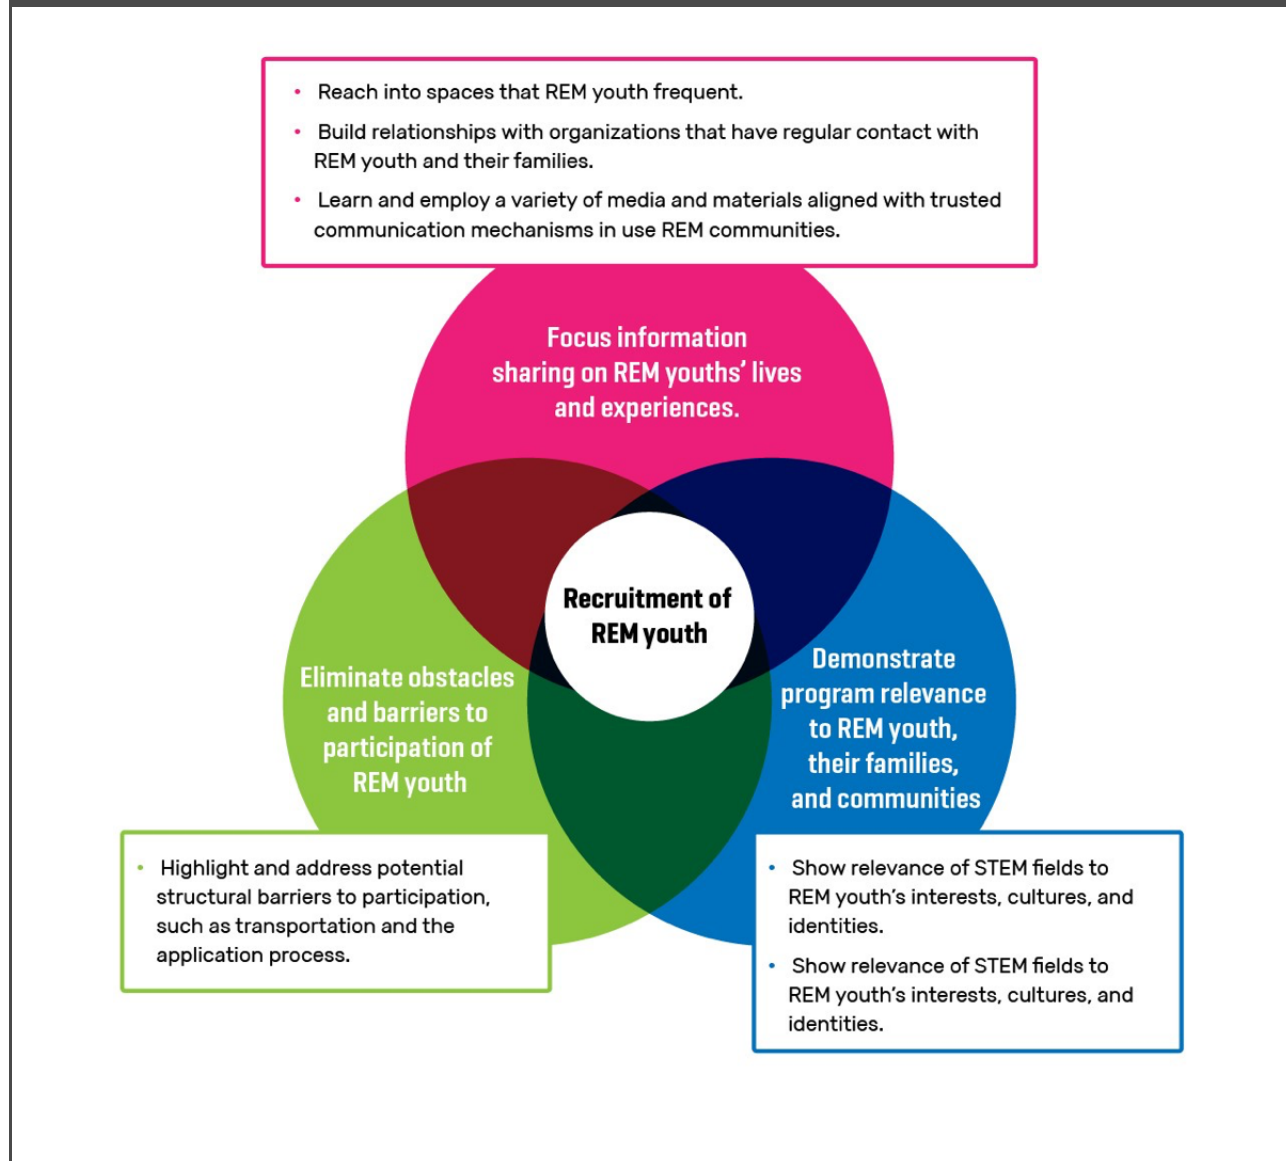 • Reach into spaces that REM youth frequent.
• Build relationships with organizations that have regular contact with
REM youth and their families.
• Learn and employ a variety of media and materials aligned with trusted
communication mechanisms in use REM communities.
Focus information
sharing on REM youths’ lives
and experiences.
Recruitment of
REM youth
Eliminate obstacles
and barriers to
participation of
REM youth
Demonstrate
program relevance
to REM youth,
their families,
and communities
• Highlight and address potential
structural barriers to participation,
such as transportation and the
application process.
• Show relevance of STEM fields to
REM youth’s interests, cultures, and
identities.
• Show relevance of STEM fields to
REM youth’s interests, cultures, and
identities.